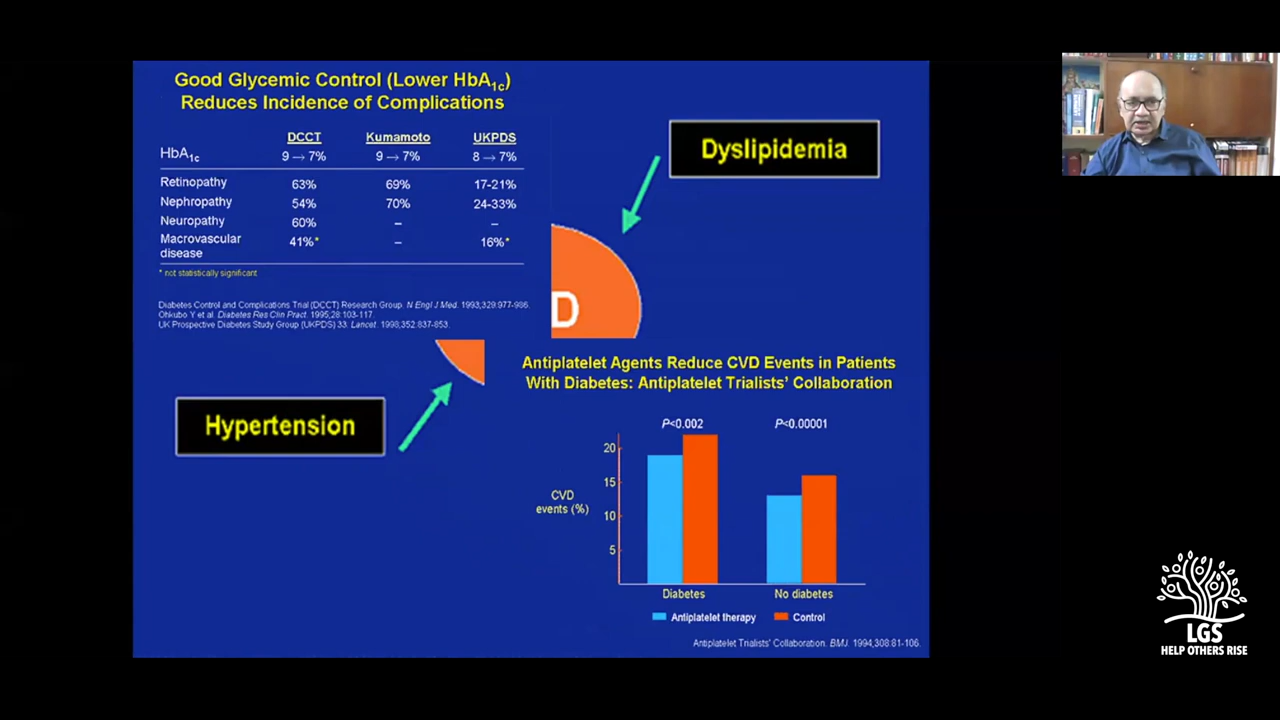 Good Glycemic Control (Lower HbA1c)
Reduces Incidence of Complications
DCCT Kumamoto UKPDS
HbA1c 9 → 7% 9 → 7% 8 → 7%
Retinopathy 63% 69% 17-21%
Nephropathy 54% 70% 24-33%
Neuropathy 60% – –
Macrovascular disease 41%* – 16%*
* not statistically significant
Diabetes Control and Complications Trial (DCCT) Research Group. N Engl J Med. 1993;329:977-986.
Ohkubo Y et al. Diabetes Res Clin Pract. 1995;28:103-117.
UK Prospective Diabetes Study Group (UKPDS) 33. Lancet. 1998;352:837-853.
Dyslipidemia
D
Hypertension
Antiplatelet Agents Reduce CVD Events in Patients
With Diabetes: Antiplatelet Trialists' Collaboration
P<0.002 P<0.00001
20
15
CVD
events (%)
10
5
Diabetes No diabetes
Antiplatelet therapy Control
Antiplatelet Trialists' Collaboration. BMJ. 1994;308:81-106.
LGS
HELP OTHERS RISE